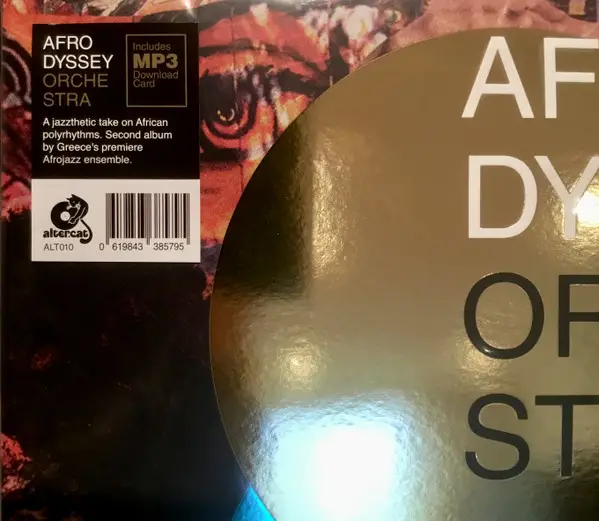 AFRO
DYSSEY
ORCHE
STRA
Includes
MP3
Download
Card
A jazzthetic take on African
polyrhythms. Second album
by Greece's premiere
Afrojazz ensemble.
altercat
ALT010
0 619843 385795
AF
DY
OR
ST